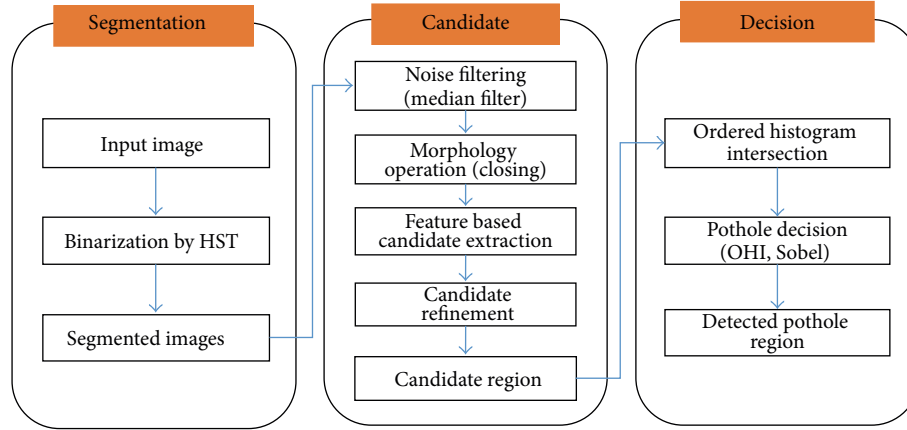 Segmentation
Input image
Binarization by HST
Segmented images
Candidate
Noise filtering
(median filter)
Morphology
operation (closing)
Feature based
candidate extraction
Candidate
refinement
Candidate region
Decision
Ordered histogram
intersection
Pothole decision
(OHI, Sobel)
Detected pothole
region